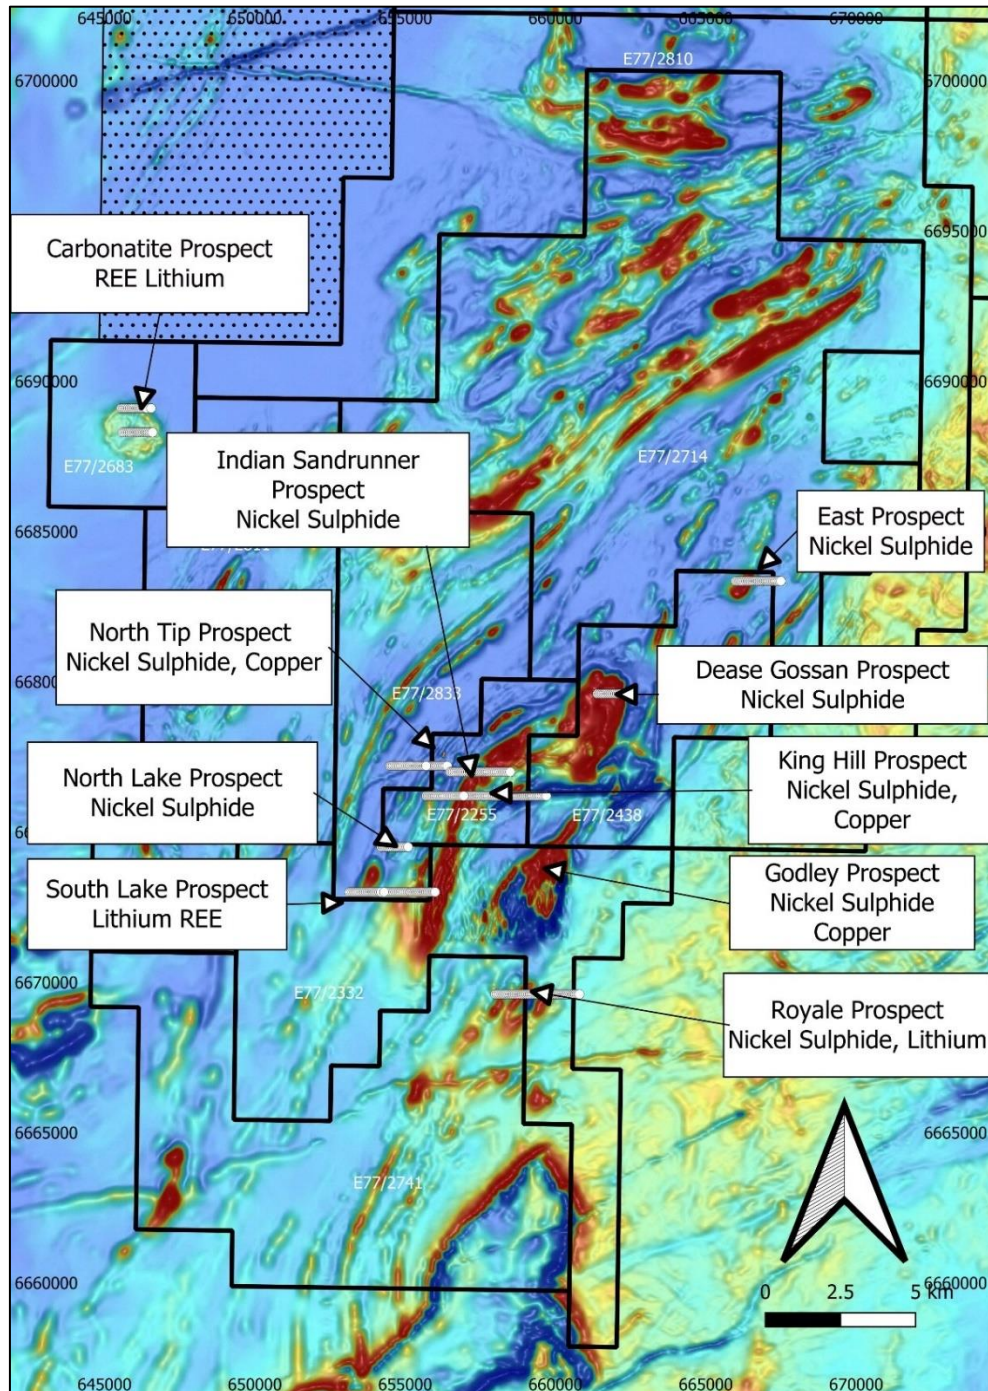 645000 650000 655000 660000 665000 670000
E77/2810
6700000 6700000
6695000
Carbonatite Prospect
REE Lithium
6690000 6690000
Indian Sandrunner
Prospect
Nickel Sulphide
E77/2683
E77/2714
6685000
East Prospect
Nickel Sulphide
North Tip Prospect
Nickel Sulphide, Copper
E77/2833
Dease Gossan Prospect
Nickel Sulphide
North Lake Prospect
Nickel Sulphide
E77/2255
E77/2438
King Hill Prospect
Nickel Sulphide,
Copper
South Lake Prospect
Lithium REE
Godley Prospect
Nickel Sulphide
Copper
6670000
E77/2332
Royale Prospect
Nickel Sulphide, Lithium
6665000 6665000
E77/2741
6660000 6660000
0 2.5 5 km
645000 650000 655000 660000 665000 670000